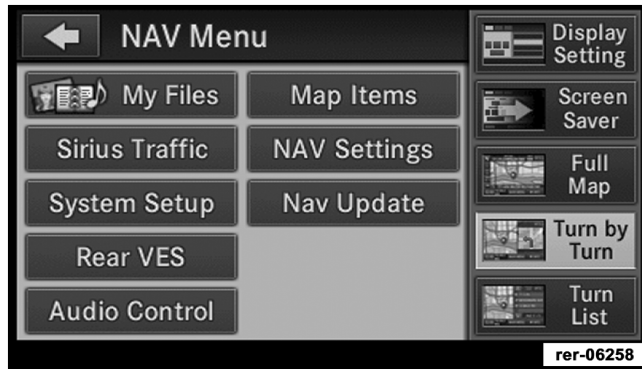 NAV Menu
My Files
Map Items
Sirius Traffic
NAV Settings
System Setup
Nav Update
Rear VES
Audio Control
Display
Setting
Screen
Saver
Full
Map
Turn by
Turn
Turn
List
rer-06258